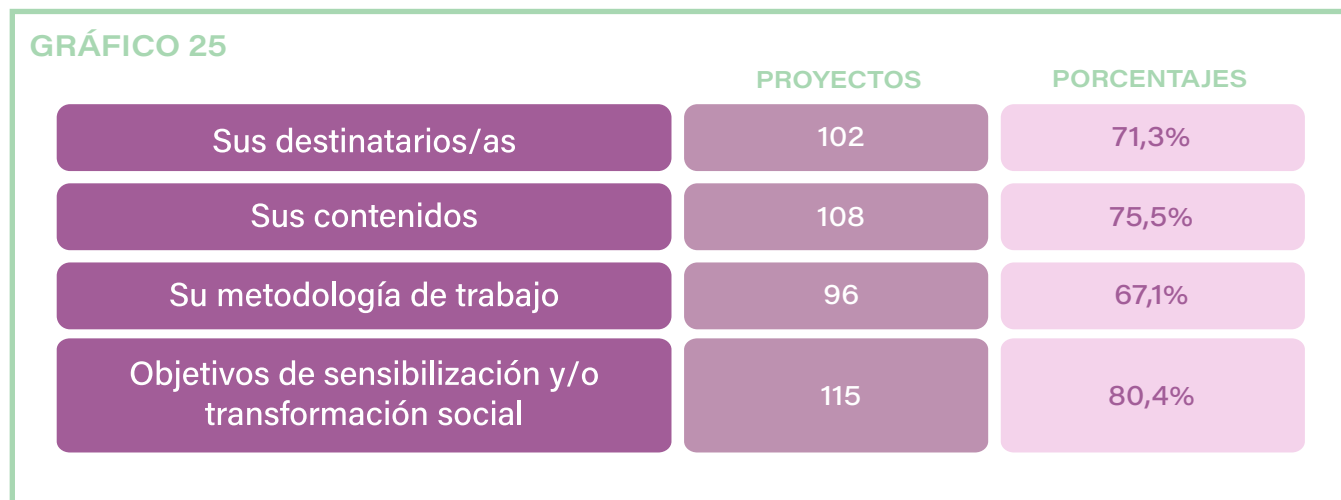 GRÁFICO 25
PROYECTOS PORCENTAJES
Sus destinatarios/as 102 71,3%
Sus contenidos 108 75,5%
Su metodología de trabajo 96 67,1%
Objetivos de sensibilización y/o
transformación social 115 80,4%